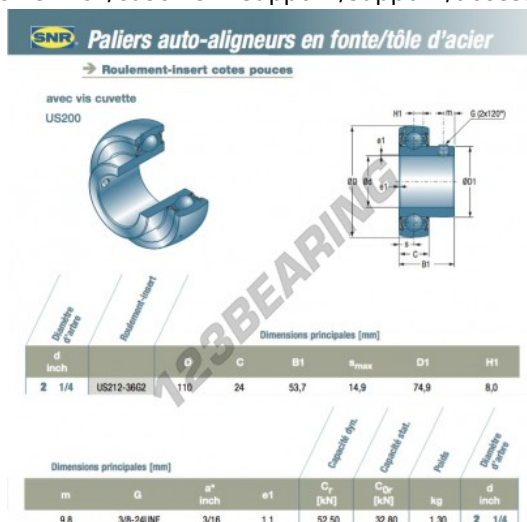 SNR Paliers auto-aligneurs en fonte/tôle d'acier
Roulement-insert cotes pouces
avec vis cuvette
US200
H1 m G (2x120°)
e1
ØD Ød e1 ØD1
s
C
B1
123BEARING
Diamètre d'arbre
Roulement-insert
Dimensions principales [mm]
d inch Ø C B1 smax D1 H1
2 1/4 US212-36G2 110 24 53,7 14,9 74,9 8,0
Dimensions principales [mm]
Capacité dyn.
Capacité stat.
Poids
Diamètre d'arbre
m G a* inch e1 Cr [kN] C0r [kN] kg d inch
9,8 3/8-24UNF 3/16 1,1 52,50 32,80 1,30 2 1/4